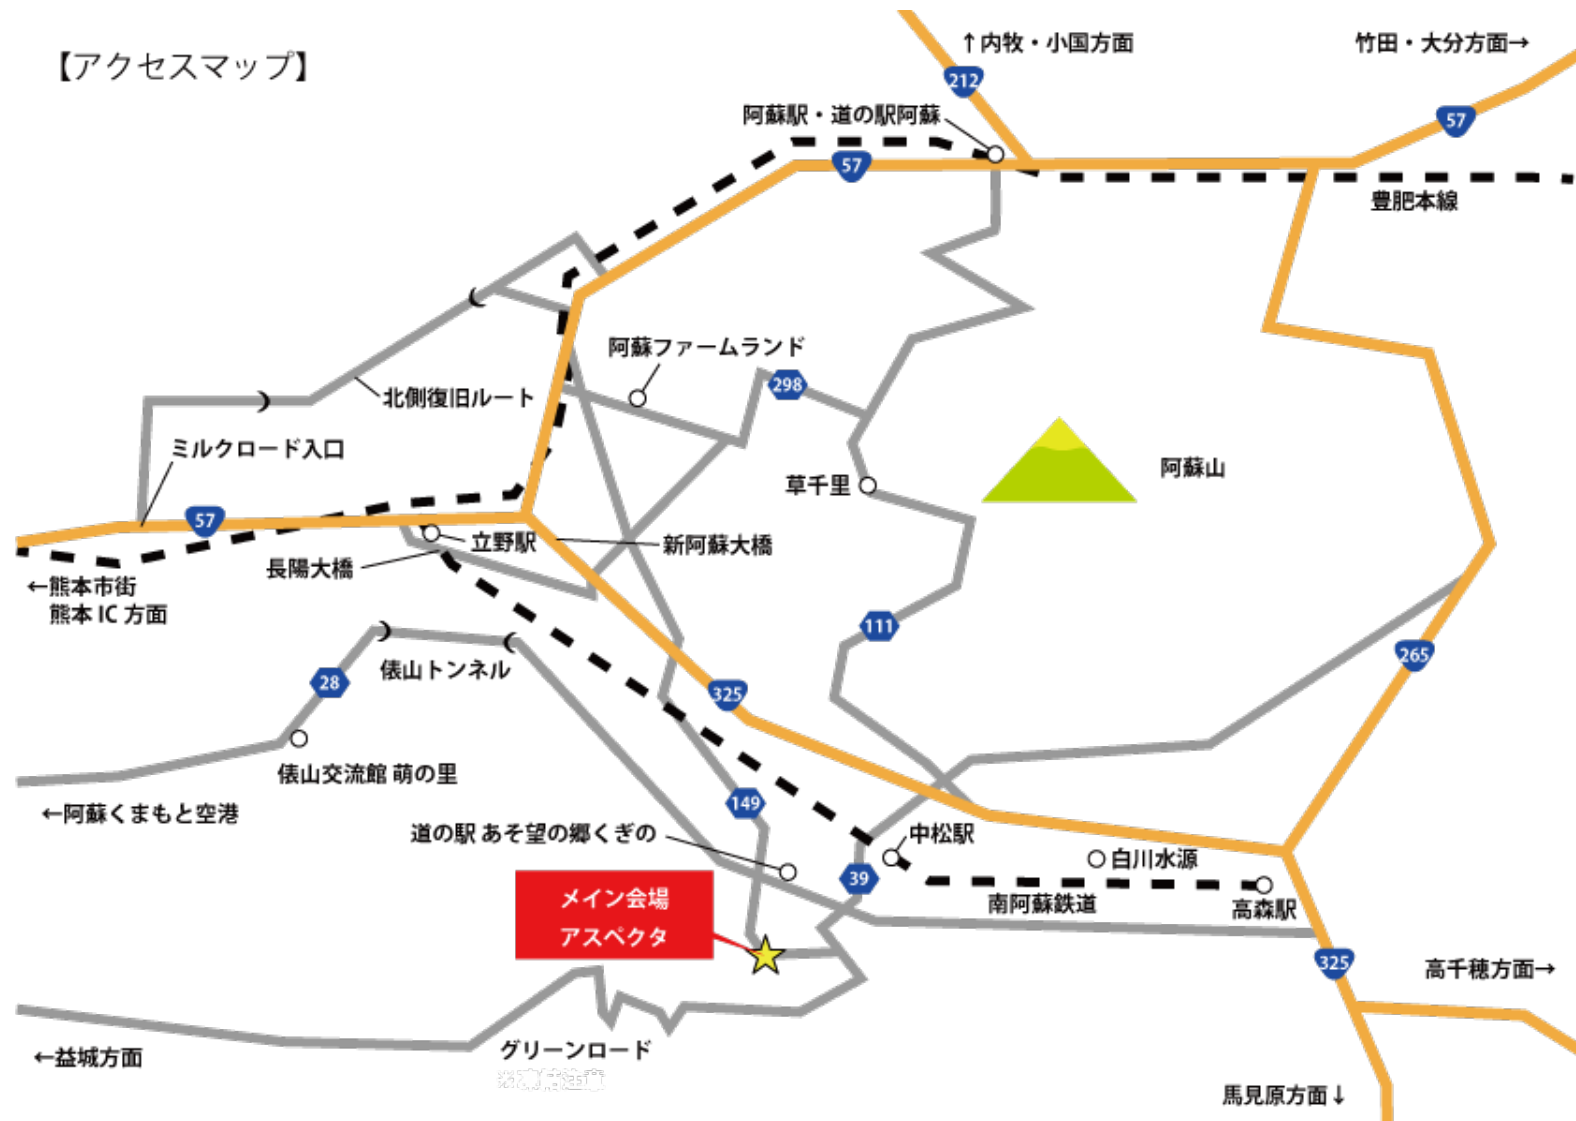 【アクセスマップ】
↑内牧・小国方面
竹田・大分方面→
212
阿蘇駅・道の駅阿蘇
57
57
豊肥本線
阿蘇ファームランド
298
北側復旧ルート
ミルクロード入口
草千里
阿蘇山
57
立野駅
新阿蘇大橋
長陽大橋
←熊本市街
熊本 IC 方面
111
俵山トンネル
265
28
325
俵山交流館 萌の里
←阿蘇くまもと空港
149
道の駅 あそ望の郷くぎの
中松駅
白川水源
39
メイン会場
アスペクタ
南阿蘇鉄道
高森駅
325
高千穂方面→
グリーンロード
※凍結注意
←益城方面
馬見原方面↓